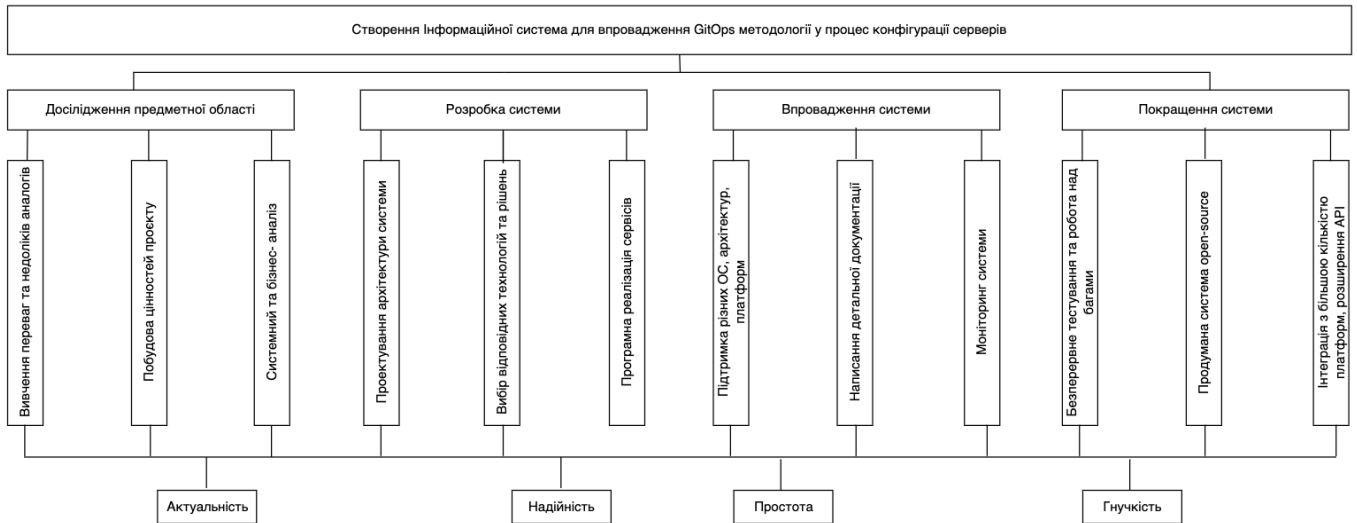 Створення Інформаційної система для впровадження GitOps методології у процес конфігурації серверів
Досілідження предметної області
Розробка системи
Впровадження системи
Покращення системи
Вивчення переваг та недоліків аналогів
Побудова цінностей проєкту
Системний та бізнес- аналіз
Проектування архітектури системи
Вибір відповідних технологій та рішень
Програмна реалізація сервісів
Підтримка різних ОС, архітектур,
платформ
Написання детальної документації
Моніторинг системи
Безперервне тестування та робота над
багами
Продумана система open-source
Інтеграція з більшою кількістю
платформ, розширення API
Актуальність
Надійність
Простота
Гнучкість